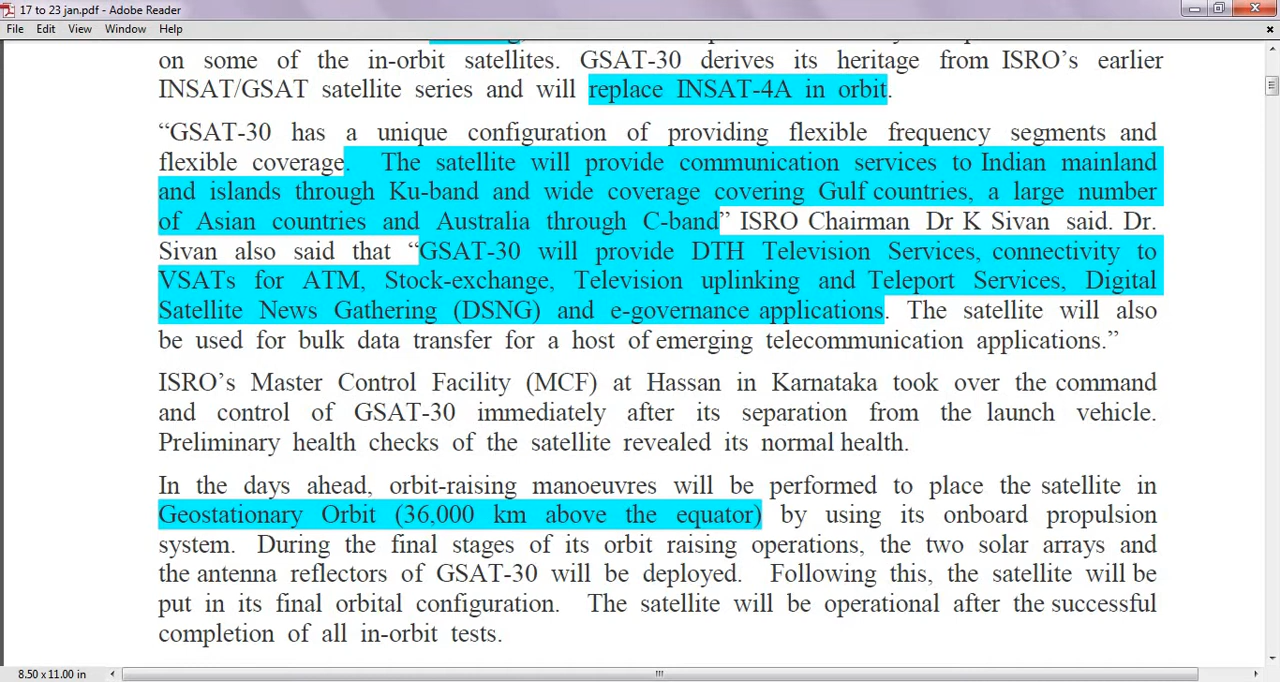 17 to 23 jan.pdf - Adobe Reader
File Edit View Window Help
on some of the in-orbit satellites. GSAT-30 derives its heritage from ISRO's earlier
INSAT/GSAT satellite series and will replace INSAT-4A in orbit.
“GSAT-30 has a unique configuration of providing flexible frequency segments and
flexible coverage. The satellite will provide communication services to Indian mainland
and islands through Ku-band and wide coverage covering Gulf countries, a large number
of Asian countries and Australia through C-band” ISRO Chairman Dr K Sivan said. Dr.
Sivan also said that “GSAT-30 will provide DTH Television Services, connectivity to
VSATs for ATM, Stock-exchange, Television uplinking and Teleport Services, Digital
Satellite News Gathering (DSNG) and e-governance applications. The satellite will also
be used for bulk data transfer for a host of emerging telecommunication applications.”
ISRO's Master Control Facility (MCF) at Hassan in Karnataka took over the command
and control of GSAT-30 immediately after its separation from the launch vehicle.
Preliminary health checks of the satellite revealed its normal health.
In the days ahead, orbit-raising manoeuvres will be performed to place the satellite in
Geostationary Orbit (36,000 km above the equator) by using its onboard propulsion
system. During the final stages of its orbit raising operations, the two solar arrays and
the antenna reflectors of GSAT-30 will be deployed. Following this, the satellite will be
put in its final orbital configuration. The satellite will be operational after the successful
completion of all in-orbit tests.
8.50 x 11.00 in